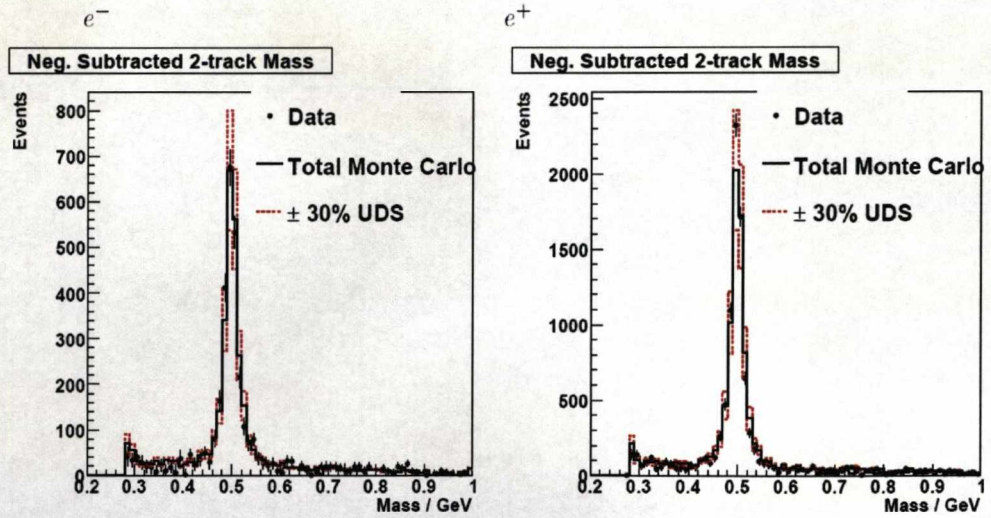 e⁻
Neg. Subtracted 2-track Mass
Events
800
700
600
500
400
300
200
100
0
0.2 0.3 0.4 0.5 0.6 0.7 0.8 0.9 1
Mass / GeV
• Data
Total Monte Carlo
± 30% UDS
e⁺
Neg. Subtracted 2-track Mass
Events
2500
2000
1500
1000
500
0
0.2 0.3 0.4 0.5 0.6 0.7 0.8 0.9 1
Mass / GeV
• Data
Total Monte Carlo
± 30% UDS